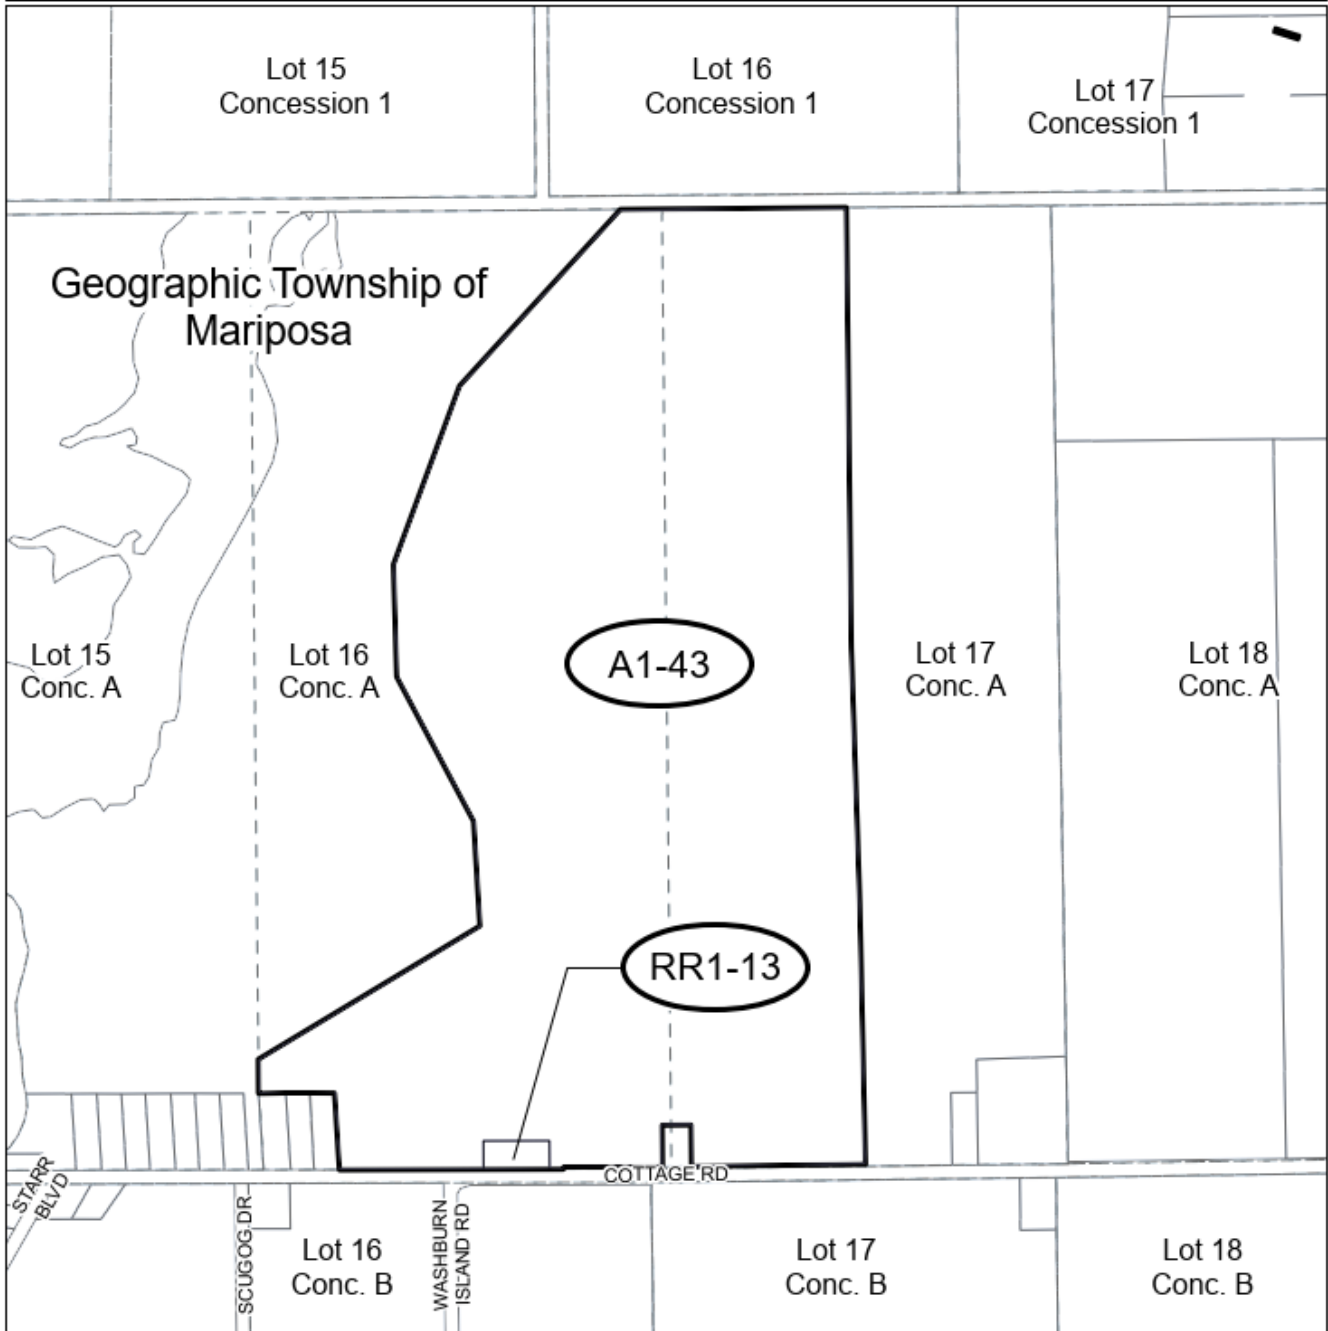 Lot 15
Concession 1
Lot 16
Concession 1
Lot 17
Concession 1
Geographic Township of
Mariposa
Lot 15
Conc. A
Lot 16
Conc. A
A1-43
Lot 17
Conc. A
Lot 18
Conc. A
RR1-13
COTTAGE RD
STARR
BLVD
SCUGOG DR
WASHBURN
ISLAND RD
Lot 16
Conc. B
Lot 17
Conc. B
Lot 18
Conc. B